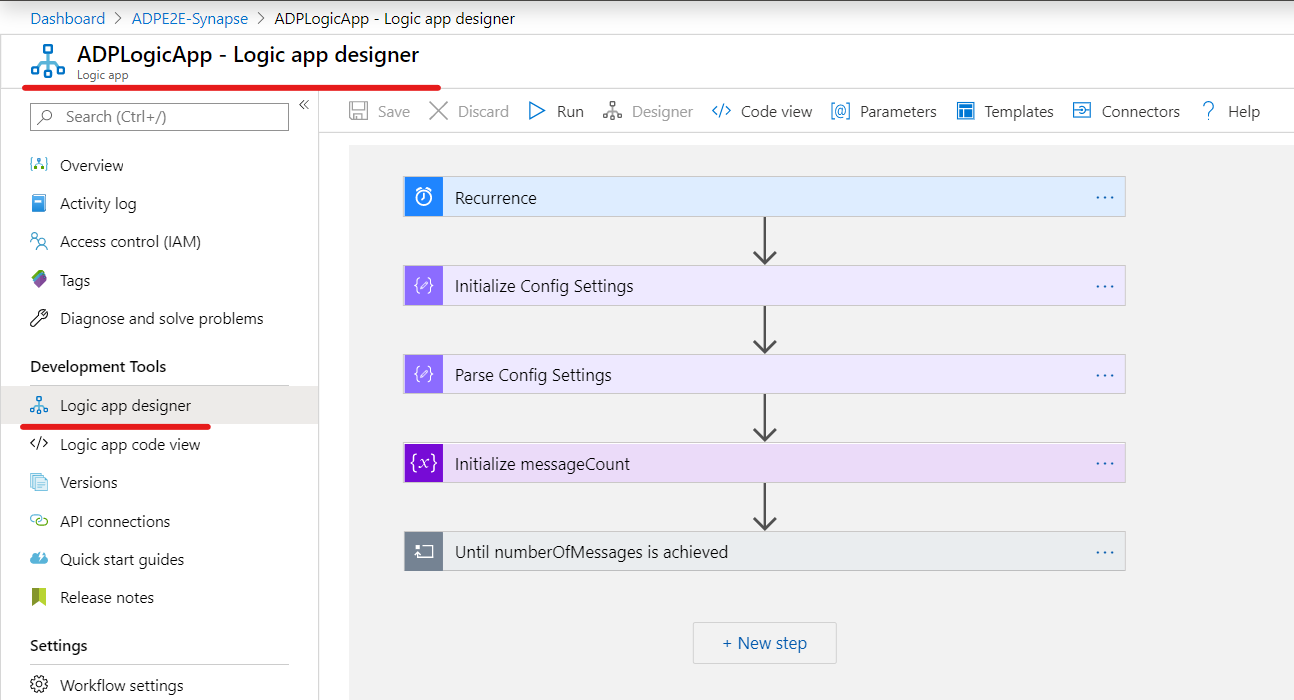 Dashboard > ADPE2E-Synapse > ADPLogicApp - Logic app designer
ADPLogicApp - Logic app designer
Logic app
Search (Ctrl+/)
«
Save Discard Run Designer Code view Parameters Templates Connectors ? Help
Overview
Activity log
Access control (IAM)
Tags
Diagnose and solve problems
Development Tools
Logic app designer
Logic app code view
Versions
API connections
Quick start guides
Release notes
Settings
Workflow settings
Recurrence ...
Initialize Config Settings ...
Parse Config Settings ...
{x} Initialize messageCount ...
Until numberOfMessages is achieved ...
+ New step